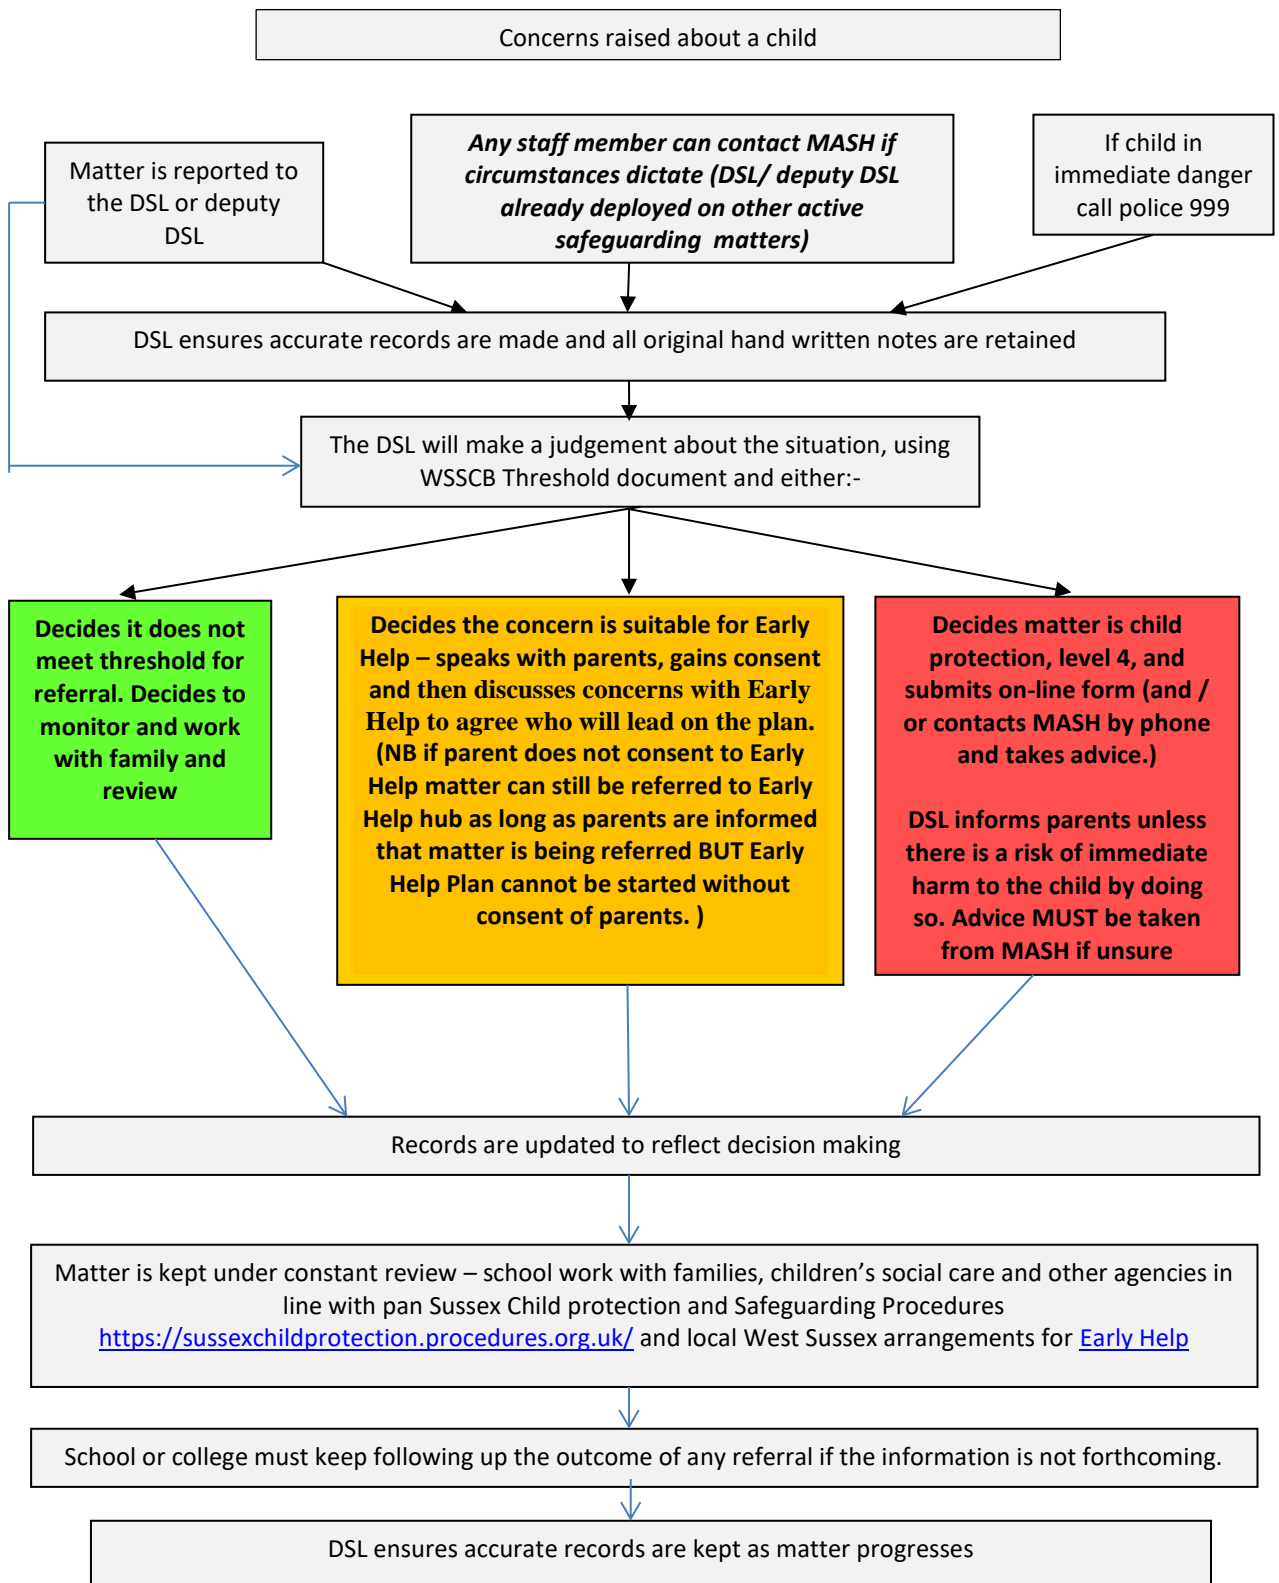 Concerns raised about a child
Matter is reported to
the DSL or deputy
DSL
Any staff member can contact MASH if
circumstances dictate (DSL/ deputy DSL
already deployed on other active
safeguarding matters)
If child in
immediate danger
call police 999
DSL ensures accurate records are made and all original hand written notes are retained
The DSL will make a judgement about the situation, using
WSSCB Threshold document and either:-
Decides it does not
meet threshold for
referral. Decides to
monitor and work
with family and
review
Decides the concern is suitable for Early
Help – speaks with parents, gains consent
and then discusses concerns with Early
Help to agree who will lead on the plan.
(NB if parent does not consent to Early
Help matter can still be referred to Early
Help hub as long as parents are informed
that matter is being referred BUT Early
Help Plan cannot be started without
consent of parents. )
Decides matter is child
protection, level 4, and
submits on-line form (and /
or contacts MASH by phone
and takes advice.)
DSL informs parents unless
there is a risk of immediate
harm to the child by doing
so. Advice MUST be taken
from MASH if unsure
Records are updated to reflect decision making
Matter is kept under constant review – school work with families, children’s social care and other agencies in
line with pan Sussex Child protection and Safeguarding Procedures
https://sussexchildprotection.procedures.org.uk/ and local West Sussex arrangements for Early Help
School or college must keep following up the outcome of any referral if the information is not forthcoming.
DSL ensures accurate records are kept as matter progresses